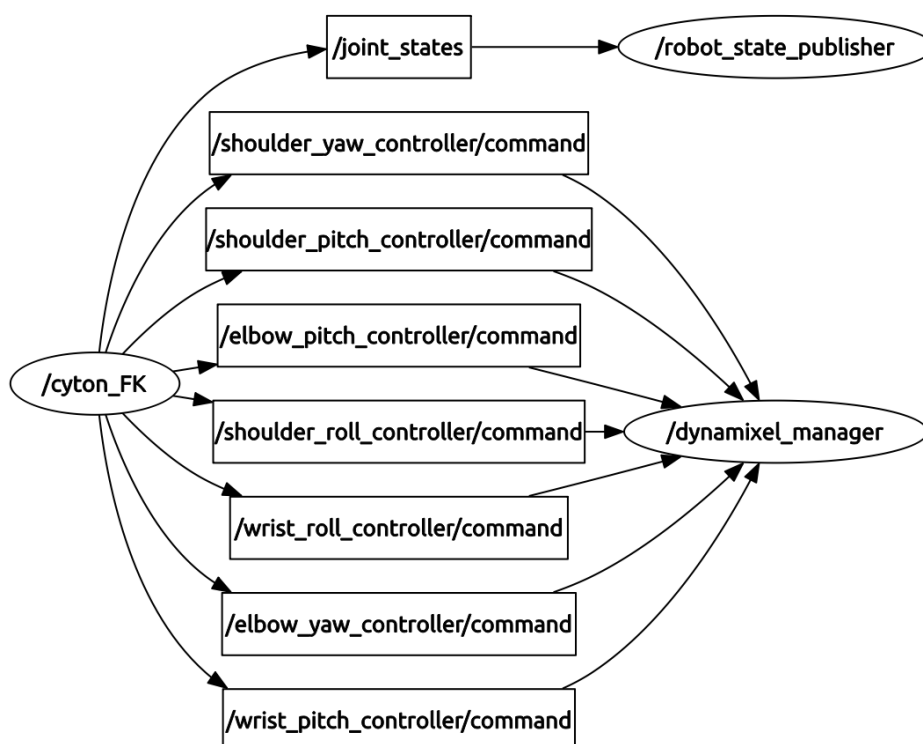 /joint_states
/robot_state_publisher
/shoulder_yaw_controller/command
/shoulder_pitch_controller/command
/elbow_pitch_controller/command
/cyton_FK
/shoulder_roll_controller/command
/dynamixel_manager
/wrist_roll_controller/command
/elbow_yaw_controller/command
/wrist_pitch_controller/command